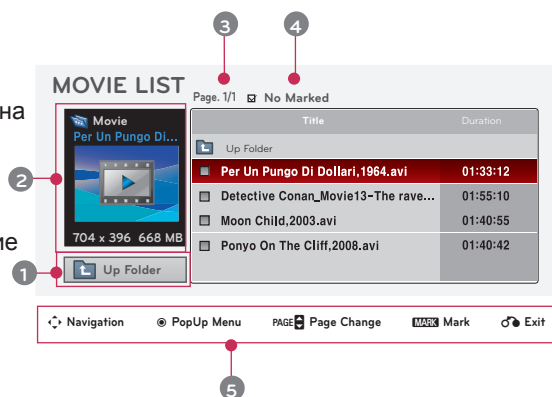 3 4
MOVIE LIST Page. 1/1 No Marked
на
Movie Title Duration
Per Un Pungo Di... Up Folder
Per Un Pungo Di Dollari,1964.avi 01:33:12
2
Detective Conan_Movie13-The rave... 01:55:10
Moon Child,2003.avi 01:40:55
ие
704 x 396 668 MB Ponyo On The Cliff,2008.avi 01:40:42
1 Up Folder
Navigation PopUp Menu PAGE Page Change MARK Mark Exit
5